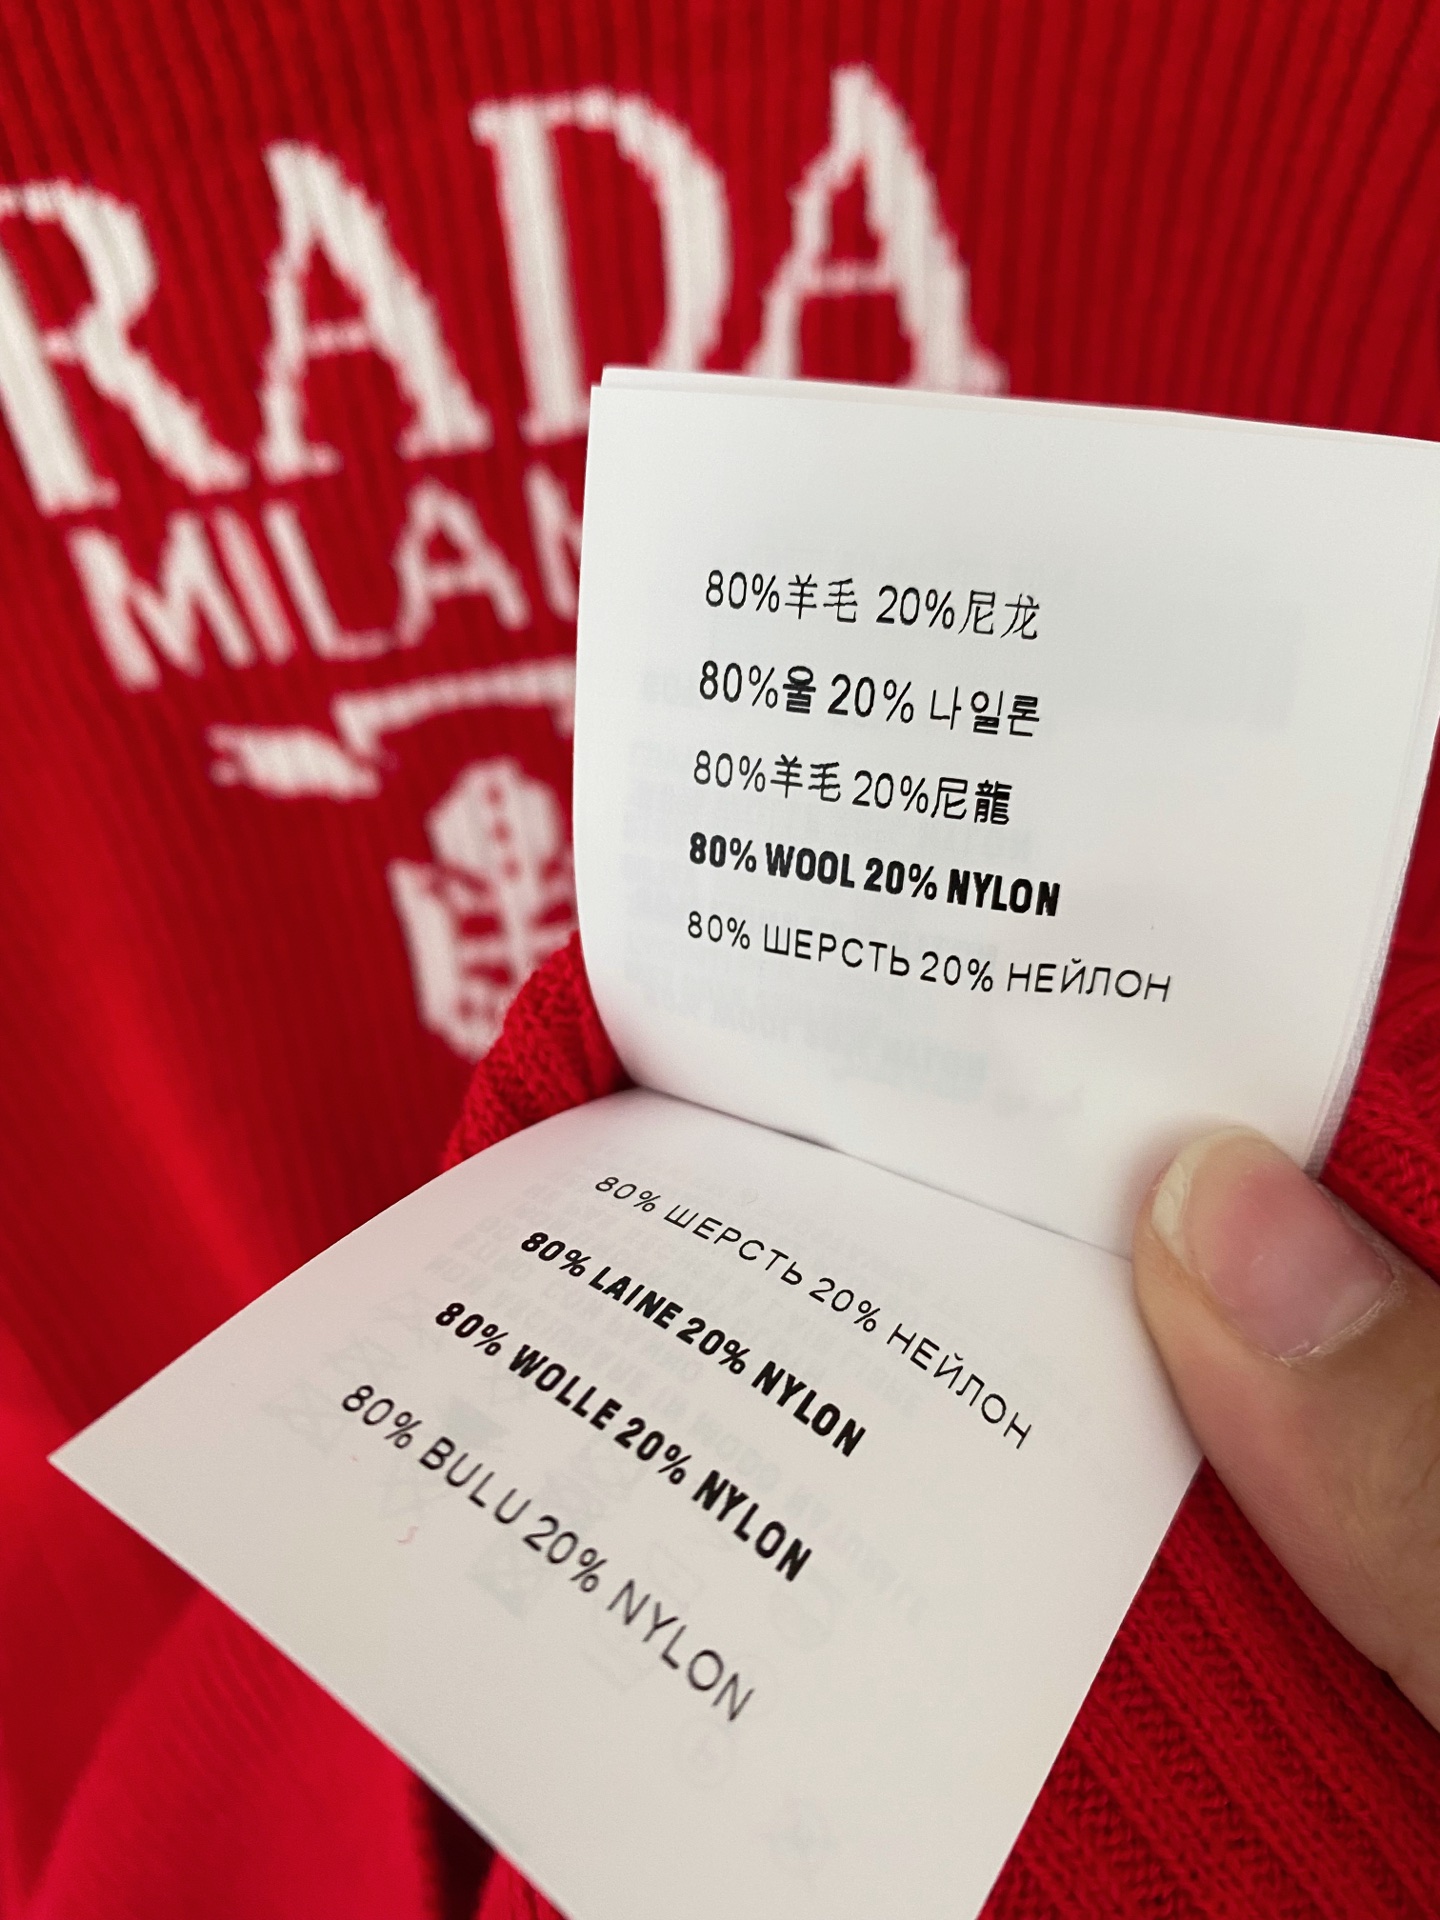 RADA
MILAN
80%羊毛 20%尼龙
80%울 20% 나일론
80%羊毛 20%尼龍
80% WOOL 20% NYLON
80% ШЕРСТЬ 20% НЕЙЛОН
80% ШЕРСТЬ 20% НЕЙЛОН
80% LAINE 20% NYLON
80% WOLLE 20% NYLON
80% BULU 20% NYLON